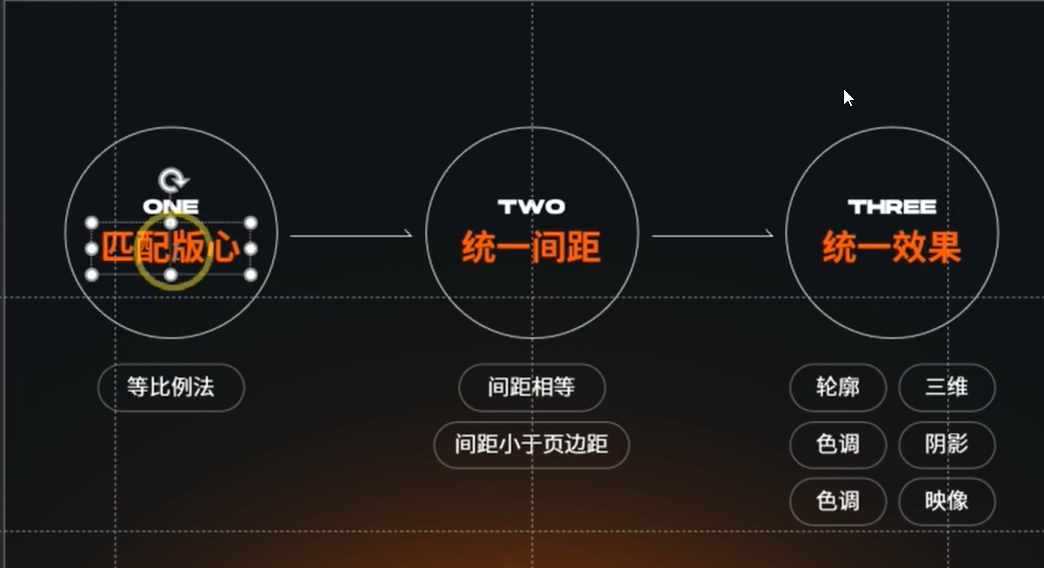 ONE
匹配版心
等比例法
TWO
统一间距
间距相等
间距小于页边距
THREE
统一效果
轮廓 三维
色调 阴影
色调 映像